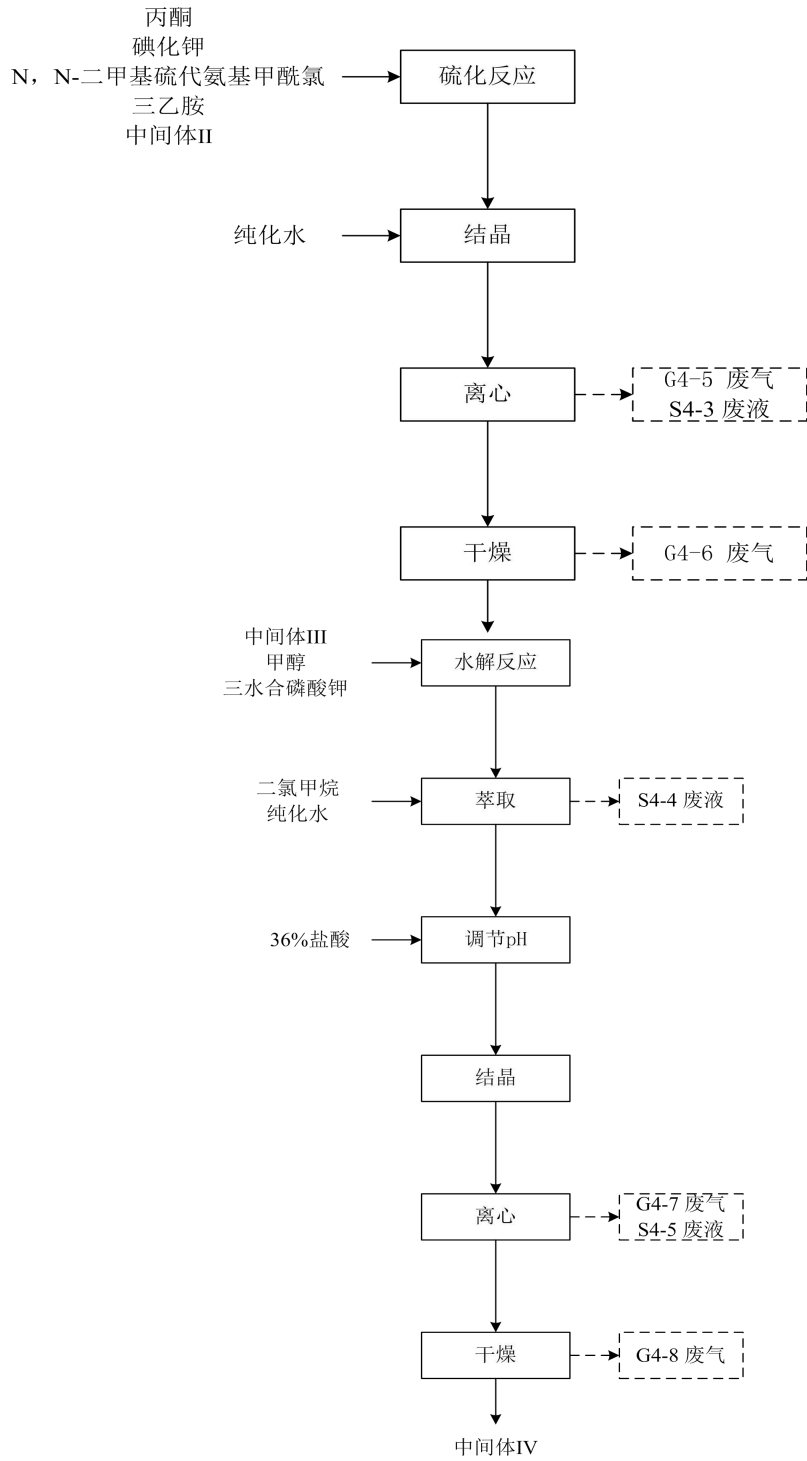 丙酮
碘化钾
N，N-二甲基硫代氨基甲酰氯
三乙胺
中间体II
硫化反应
纯化水
结晶
离心
G4-5 废气
S4-3 废液
干燥
G4-6 废气
中间体III
甲醇
三水合磷酸钾
水解反应
二氯甲烷
纯化水
萃取
S4-4 废液
36%盐酸
调节pH
结晶
离心
G4-7 废气
S4-5 废液
干燥
G4-8 废气
中间体IV